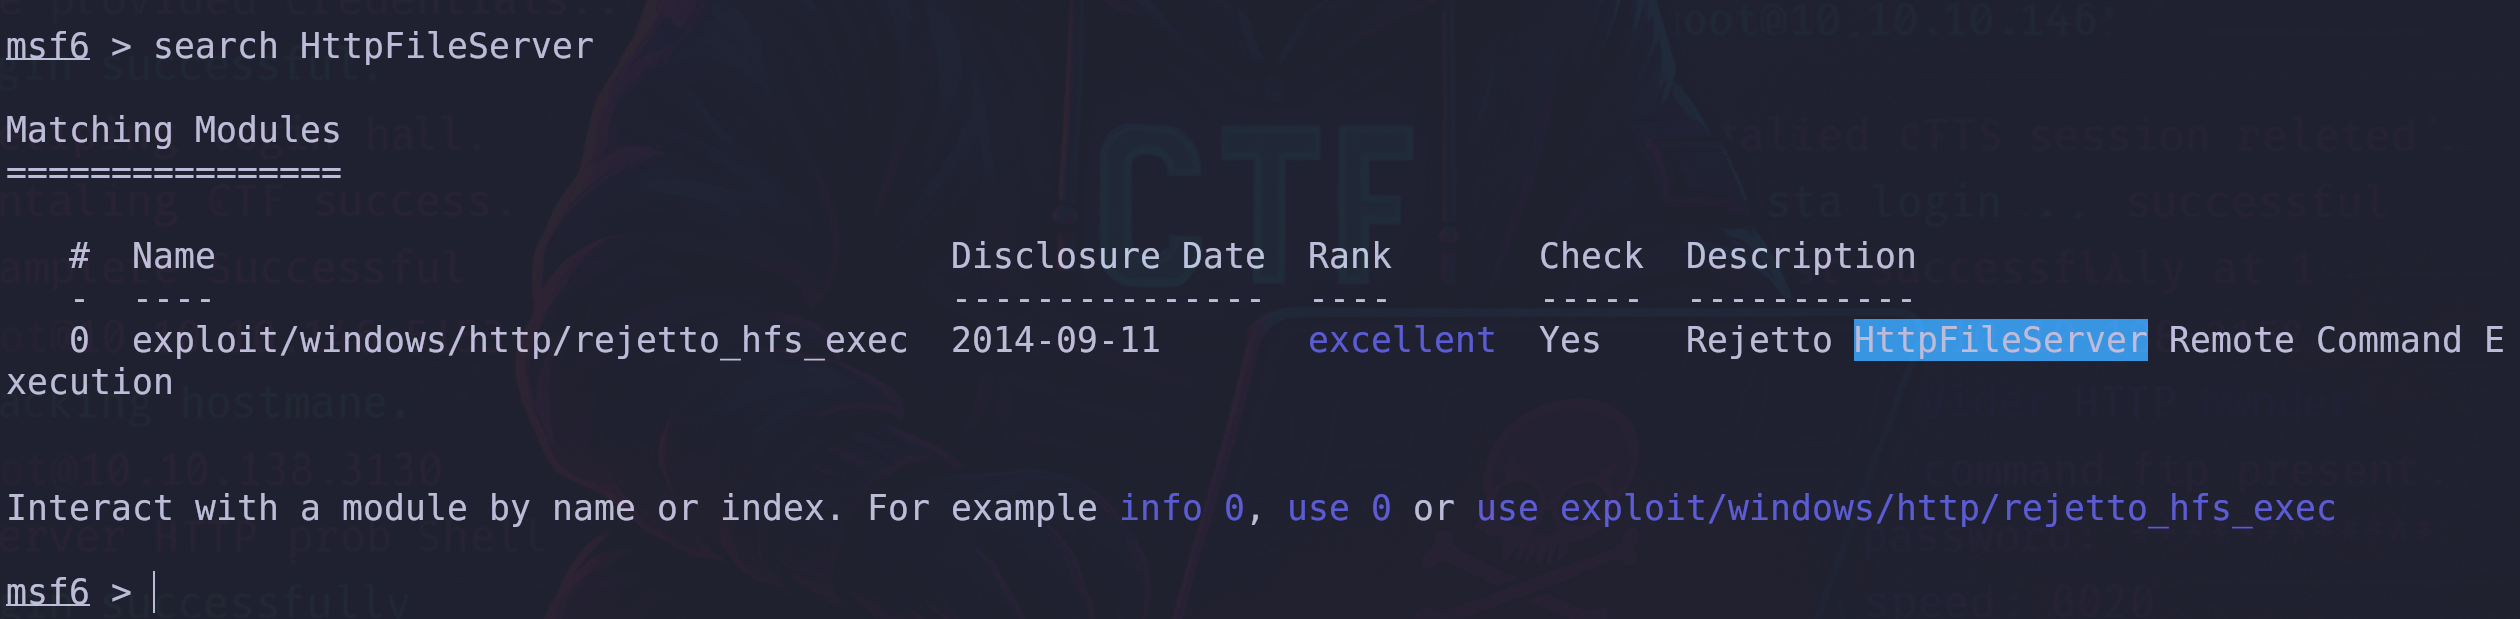 msf6 > search HttpFileServer
Matching Modules
================
# Name Disclosure Date Rank Check Description
- ---- --------------- ---- ----- -----------
0 exploit/windows/http/rejetto_hfs_exec 2014-09-11 excellent Yes Rejetto HttpFileServer Remote Command E
xecution
Interact with a module by name or index. For example info 0, use 0 or use exploit/windows/http/rejetto_hfs_exec
msf6 >
CTF